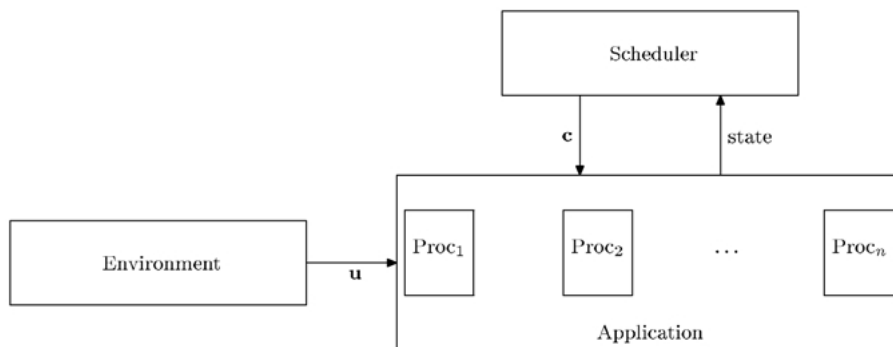 Scheduler
c
state
Proc₁ Proc₂ … Procₙ
Environment
u
Application